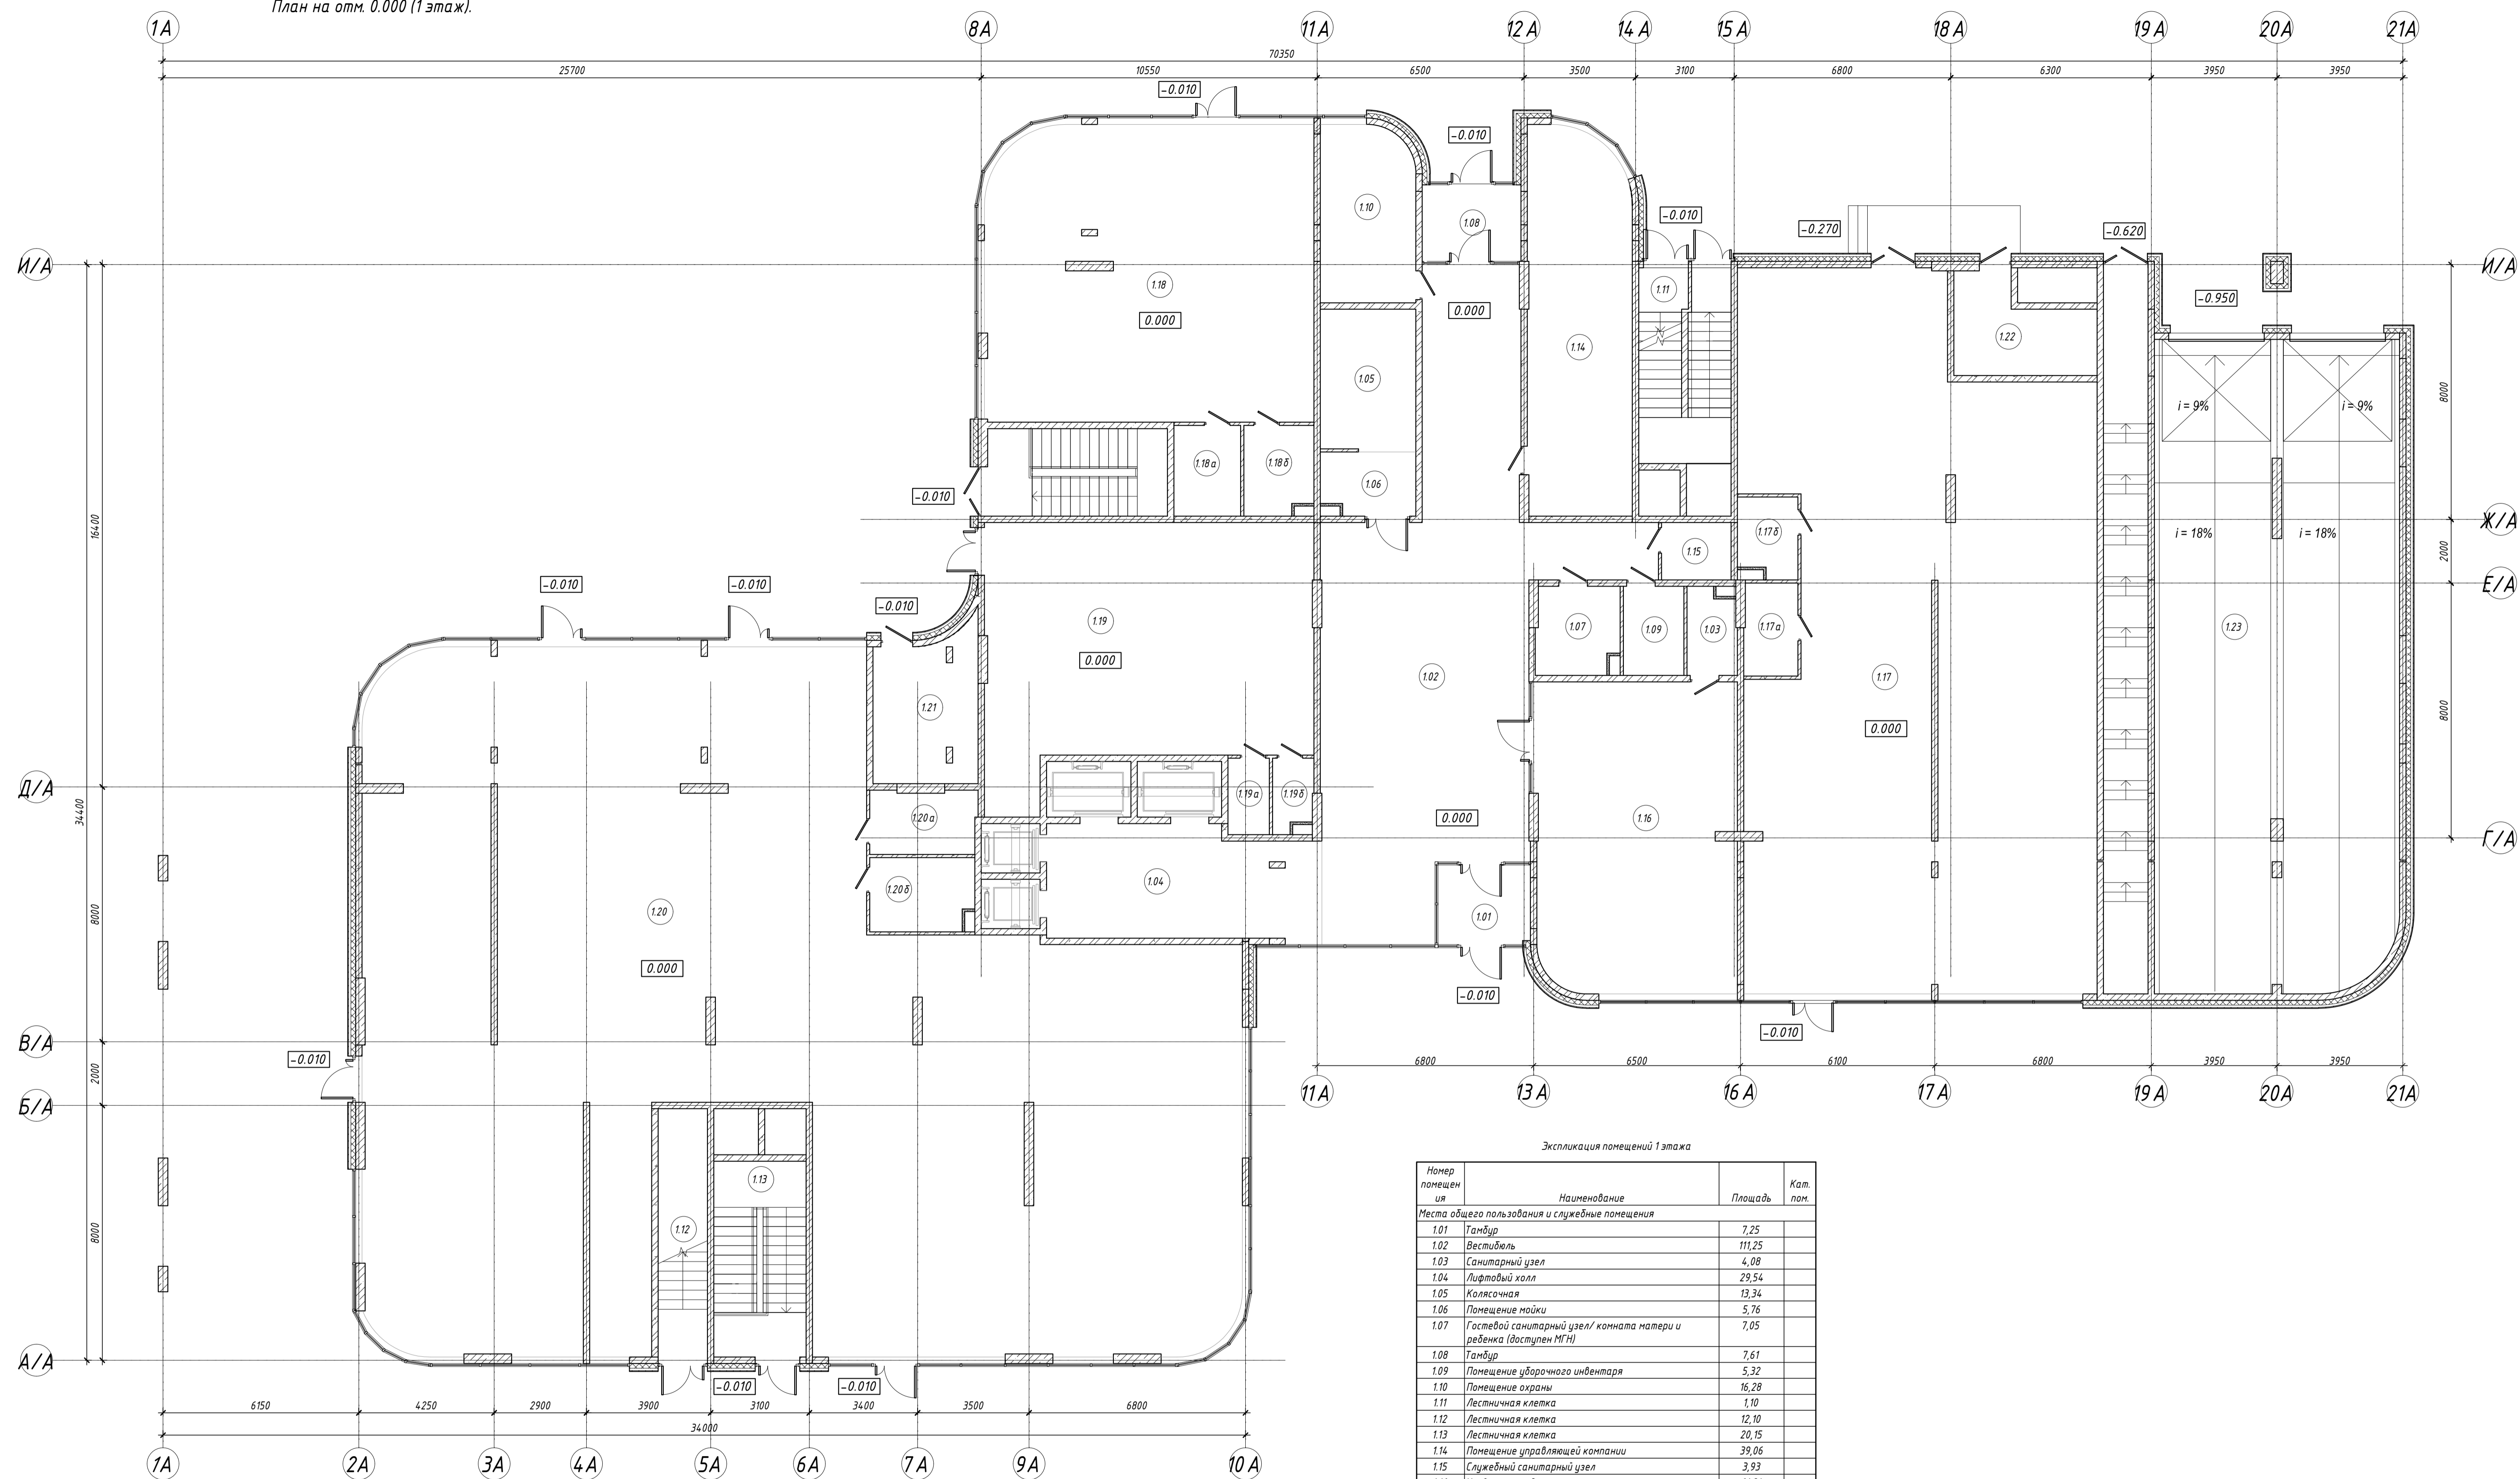 План на отм. 0.000 (1 этаж).
1А 8А 11А 12А 14А 15А 18А 19А 20А 21А
70350
25700 10550 6500 3500 3100 6800 6300 3950 3950
-0.010
-0.010
1.10
1.08
-0.010
-0.270
-0.620
И/А
И/А
1.18
1.11
-0.950
0.000
0.000
1.14
1.22
1.05
8000
i = 9%
i = 9%
1.18а
1.18б
1.06
-0.010
16400
Ж/А
1.17б
i = 18%
i = 18%
1.15
2000
Е/А
-0.010
-0.010
-0.010
1.19
1.07
1.09
1.03
1.17а
1.23
0.000
1.02
1.17
1.21
0.000
8000
Д/А
34400
1.19а
1.19б
1.20а
0.000
1.16
Г/А
1.20б
1.04
1.20
8000
1.01
0.000
-0.010
-0.010
В/А
-0.010
2000
6800 6500 6100 6800 3950 3950
Б/А
11А 13А 16А 17А 19А 20А 21А
1.13
1.12
8000
А/А
-0.010
-0.010
6150 4250 2900 3900 3100 3400 3500 6800
34000
1А 2А 3А 4А 5А 6А 7А 9А 10А
Экспликация помещений 1 этажа
Номер помещен ия Наименование Площадь Кат. пом.
Места общего пользования и служебные помещения
1.01 Тамбур 7,25
1.02 Вестибюль 111,25
1.03 Санитарный узел 4,08
1.04 Лифтовый холл 29,54
1.05 Колясочная 13,34
1.06 Помещение мойки 5,76
1.07 Гостевой санитарный узел/ комната матери и 7,05
ребенка (доступен МГН)
1.08 Тамбур 7,61
1.09 Помещение уборочного инвентаря 5,32
1.10 Помещение охраны 16,28
1.11 Лестничная клетка 1,10
1.12 Лестничная клетка 12,10
1.13 Лестничная клетка 20,15
1.14 Помещение управляющей компании 39,06
1.15 Служебный санитарный узел 3,93